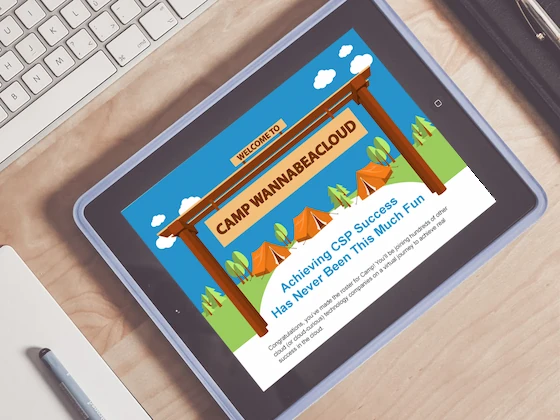 WELCOME TO
CAMP WANNABEACLOUD
Achieving CSP Success
Has Never Been This Much Fun
Congratulations, you've made the roster for Camp! You'll be joining hundreds of other
cloud (or cloud-curious) technology companies on a virtual journey to achieve real
success in the cloud.